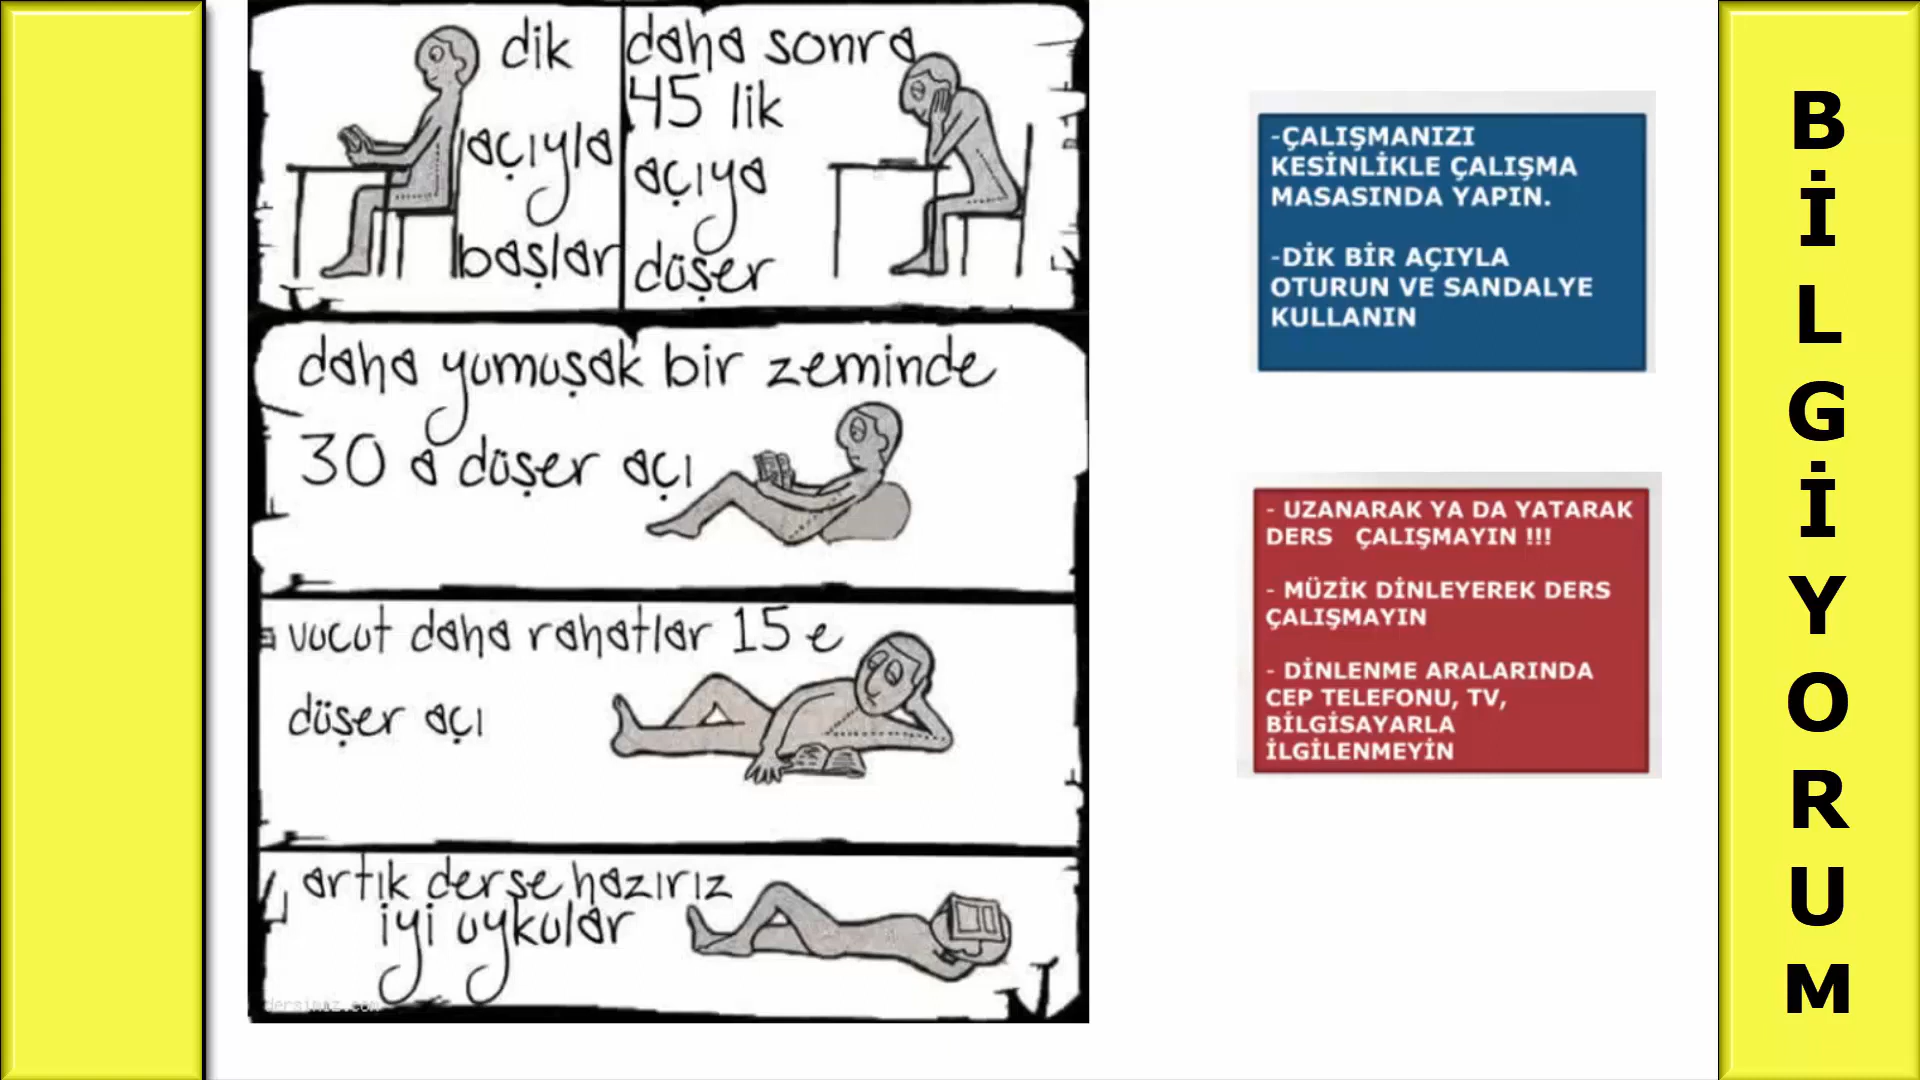 dik
açıyla
başlar
daha sonra
45 lik
açıya
düşer
daha yumuşak bir zeminde
30 a düşer açı
vucut daha rahatlar 15 e
düşer açı
artık derse hazırız
iyi uykular
dersimiz.com
-ÇALIŞMANIZI
KESİNLİKLE ÇALIŞMA
MASASINDA YAPIN.
-DİK BİR AÇIYLA
OTURUN VE SANDALYE
KULLANIN
- UZANARAK YA DA YATARAK
DERS ÇALIŞMAYIN !!!
- MÜZİK DİNLEYEREK DERS
ÇALIŞMAYIN
- DİNLENME ARALARINDA
CEP TELEFONU, TV,
BİLGİSAYARLA
İLGİLENMEYİN
B
İ
L
G
İ
Y
O
R
U
M